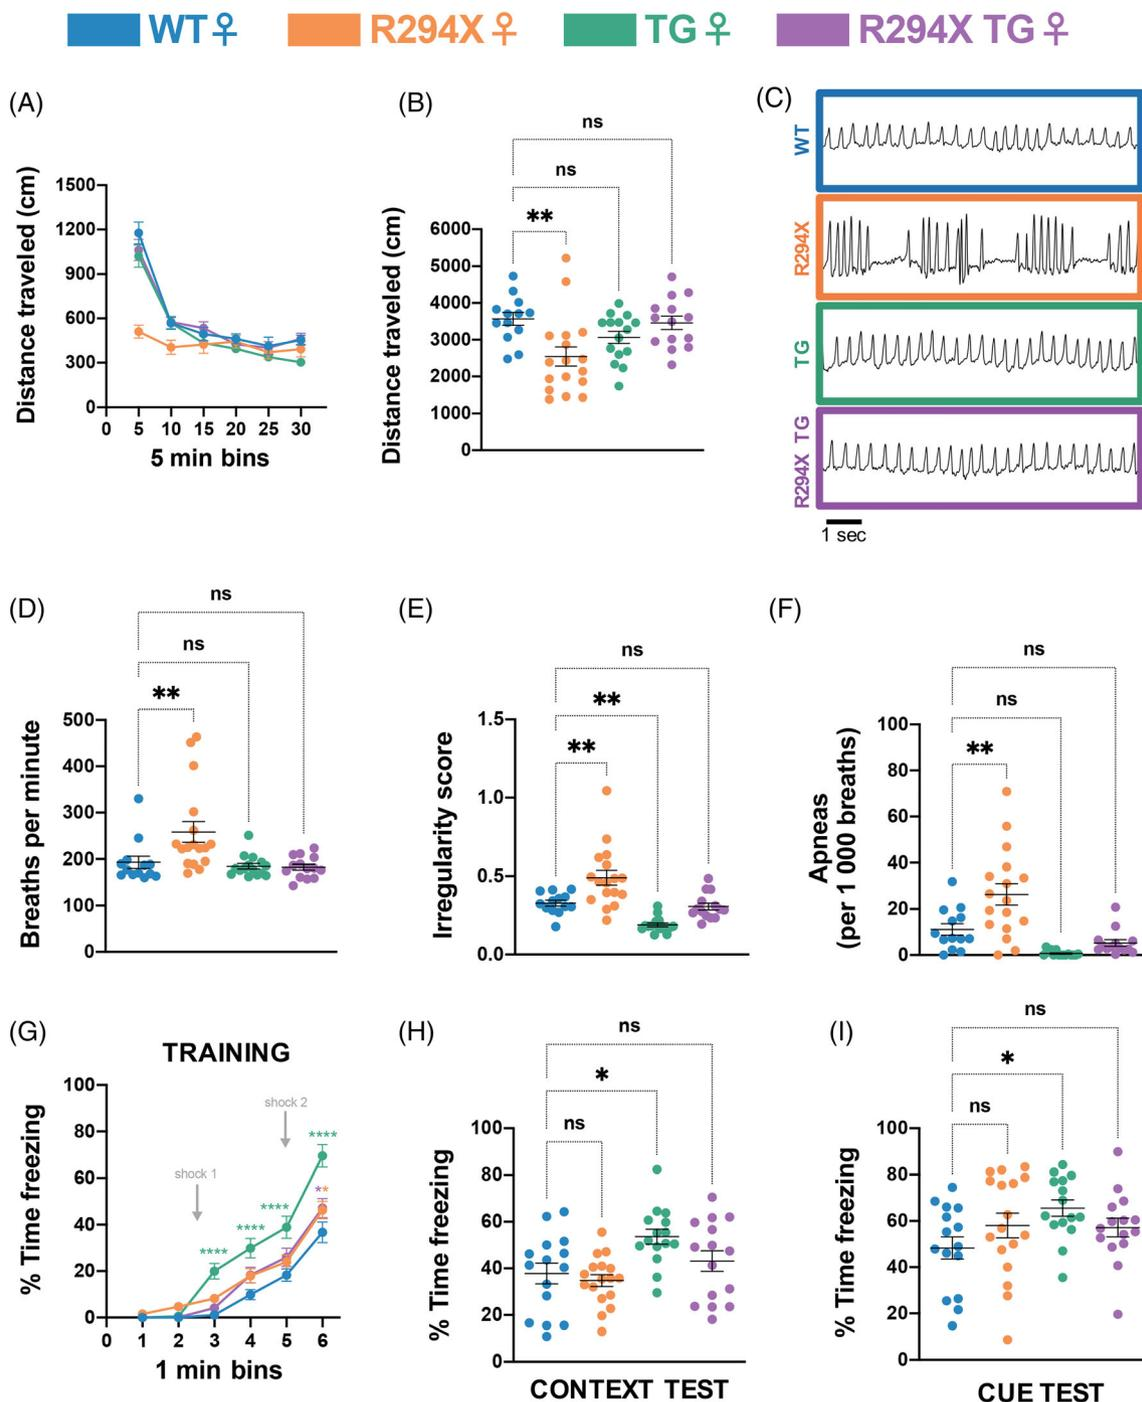 WT♀ R294X♀ TG♀ R294X TG♀
(A)
Distance traveled (cm)
1500
1200
900
600
300
0
0 5 10 15 20 25 30
5 min bins
(B)
ns
ns
**
Distance traveled (cm)
6000
5000
4000
3000
2000
1000
0
(C)
WT
R294X
TG
R294X TG
1 sec
(D)
ns
ns
**
Breaths per minute
500
400
300
200
100
0
(E)
ns
**
**
Irregularity score
1.5
1.0
0.5
0.0
(F)
ns
ns
**
Apneas
(per 1 000 breaths)
100
80
60
40
20
0
(G)
TRAINING
% Time freezing
100
80
60
40
20
0
shock 1
shock 2
****
****
****
****
**
0 1 2 3 4 5 6
1 min bins
(H)
ns
*
ns
% Time freezing
100
80
60
40
20
0
CONTEXT TEST
(I)
ns
*
ns
% Time freezing
100
80
60
40
20
0
CUE TEST